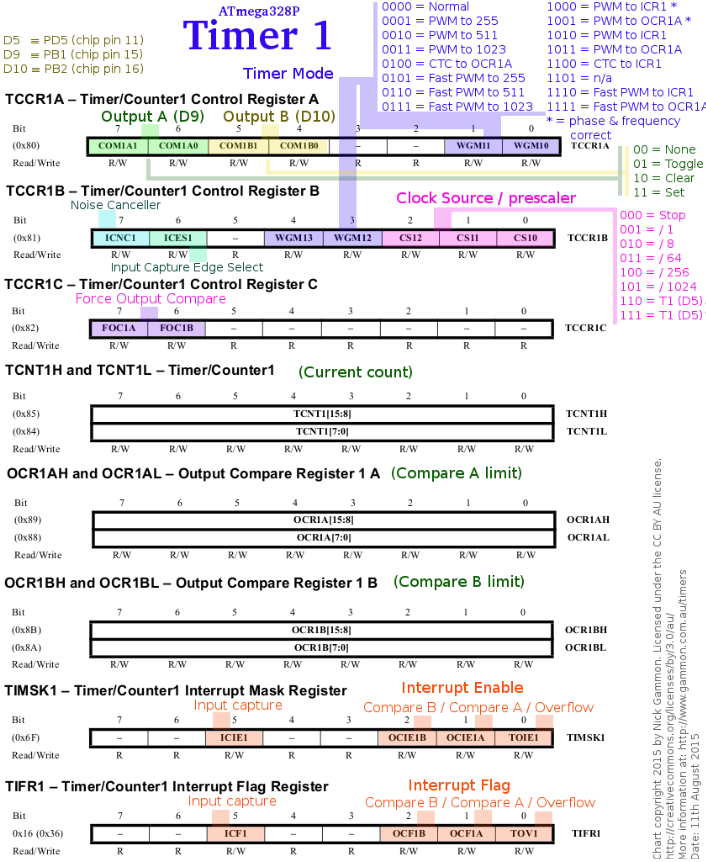 ATmega328P
Timer 1
D5 = PD5 (chip pin 11)
D9 = PB1 (chip pin 15)
D10 = PB2 (chip pin 16)
Timer Mode
0000 = Normal
0001 = PWM to 255
0010 = PWM to 511
0011 = PWM to 1023
0100 = CTC to OCR1A
0101 = Fast PWM to 255
0110 = Fast PWM to 511
0111 = Fast PWM to 1023
1000 = PWM to ICR1 *
1001 = PWM to OCR1A *
1010 = PWM to ICR1
1011 = PWM to OCR1A
1100 = CTC to ICR1
1101 = n/a
1110 = Fast PWM to ICR1
1111 = Fast PWM to OCR1A
* = phase & frequency
correct
TCCR1A – Timer/Counter1 Control Register A
Output A (D9) Output B (D10)
Bit 7 6 5 4 3 2 1 0
(0x80) COM1A1 COM1A0 COM1B1 COM1B0 – – WGM11 WGM10 TCCR1A
Read/Write R/W R/W R/W R/W R R R/W R/W
00 = None
01 = Toggle
10 = Clear
11 = Set
TCCR1B – Timer/Counter1 Control Register B
Noise Canceller Clock Source / prescaler
Bit 7 6 5 4 3 2 1 0
(0x81) ICNC1 ICES1 – WGM13 WGM12 CS12 CS11 CS10 TCCR1B
Read/Write R/W R/W R R/W R/W R/W R/W R/W
Input Capture Edge Select
000 = Stop
001 = / 1
010 = / 8
011 = / 64
100 = / 256
101 = / 1024
110 = T1 (D5)
111 = T1 (D5)
TCCR1C – Timer/Counter1 Control Register C
Force Output Compare
Bit 7 6 5 4 3 2 1 0
(0x82) FOC1A FOC1B – – – – – – TCCR1C
Read/Write R/W R/W R R R R R R
TCNT1H and TCNT1L – Timer/Counter1 (Current count)
Bit 7 6 5 4 3 2 1 0
(0x85) TCNT1[15:8] TCNT1H
(0x84) TCNT1[7:0] TCNT1L
Read/Write R/W R/W R/W R/W R/W R/W R/W R/W
OCR1AH and OCR1AL – Output Compare Register 1 A (Compare A limit)
Bit 7 6 5 4 3 2 1 0
(0x89) OCR1A[15:8] OCR1AH
(0x88) OCR1A[7:0] OCR1AL
Read/Write R/W R/W R/W R/W R/W R/W R/W R/W
OCR1BH and OCR1BL – Output Compare Register 1 B (Compare B limit)
Bit 7 6 5 4 3 2 1 0
(0x8B) OCR1B[15:8] OCR1BH
(0x8A) OCR1B[7:0] OCR1BL
Read/Write R/W R/W R/W R/W R/W R/W R/W R/W
TIMSK1 – Timer/Counter1 Interrupt Mask Register Interrupt Enable
Input capture Compare B / Compare A / Overflow
Bit 7 6 5 4 3 2 1 0
(0x6F) – – ICIE1 – – OCIE1B OCIE1A TOIE1 TIMSK1
Read/Write R R R/W R R R/W R/W R/W
TIFR1 – Timer/Counter1 Interrupt Flag Register Interrupt Flag
Input capture Compare B / Compare A / Overflow
Bit 7 6 5 4 3 2 1 0
0x16 (0x36) – – ICF1 – – OCF1B OCF1A TOV1 TIFR1
Read/Write R R R/W R R R/W R/W R/W
Chart copyright 2015 by Nick Gammon. Licensed under the CC BY AU license.
http://creativecommons.org/licenses/by/3.0/au/
More information at: http://www.gammon.com.au/timers
Date: 11th August 2015